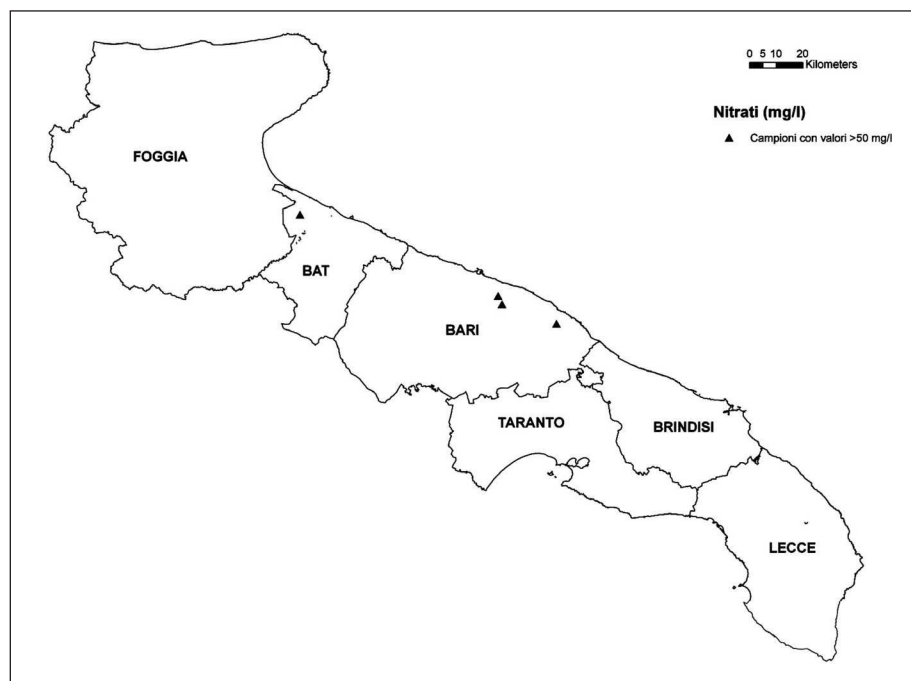 0 5 10 20
Kilometers
Nitrati (mg/l)
Campioni con valori >50 mg/l
FOGGIA
BAT
BARI
TARANTO
BRINDISI
LECCE